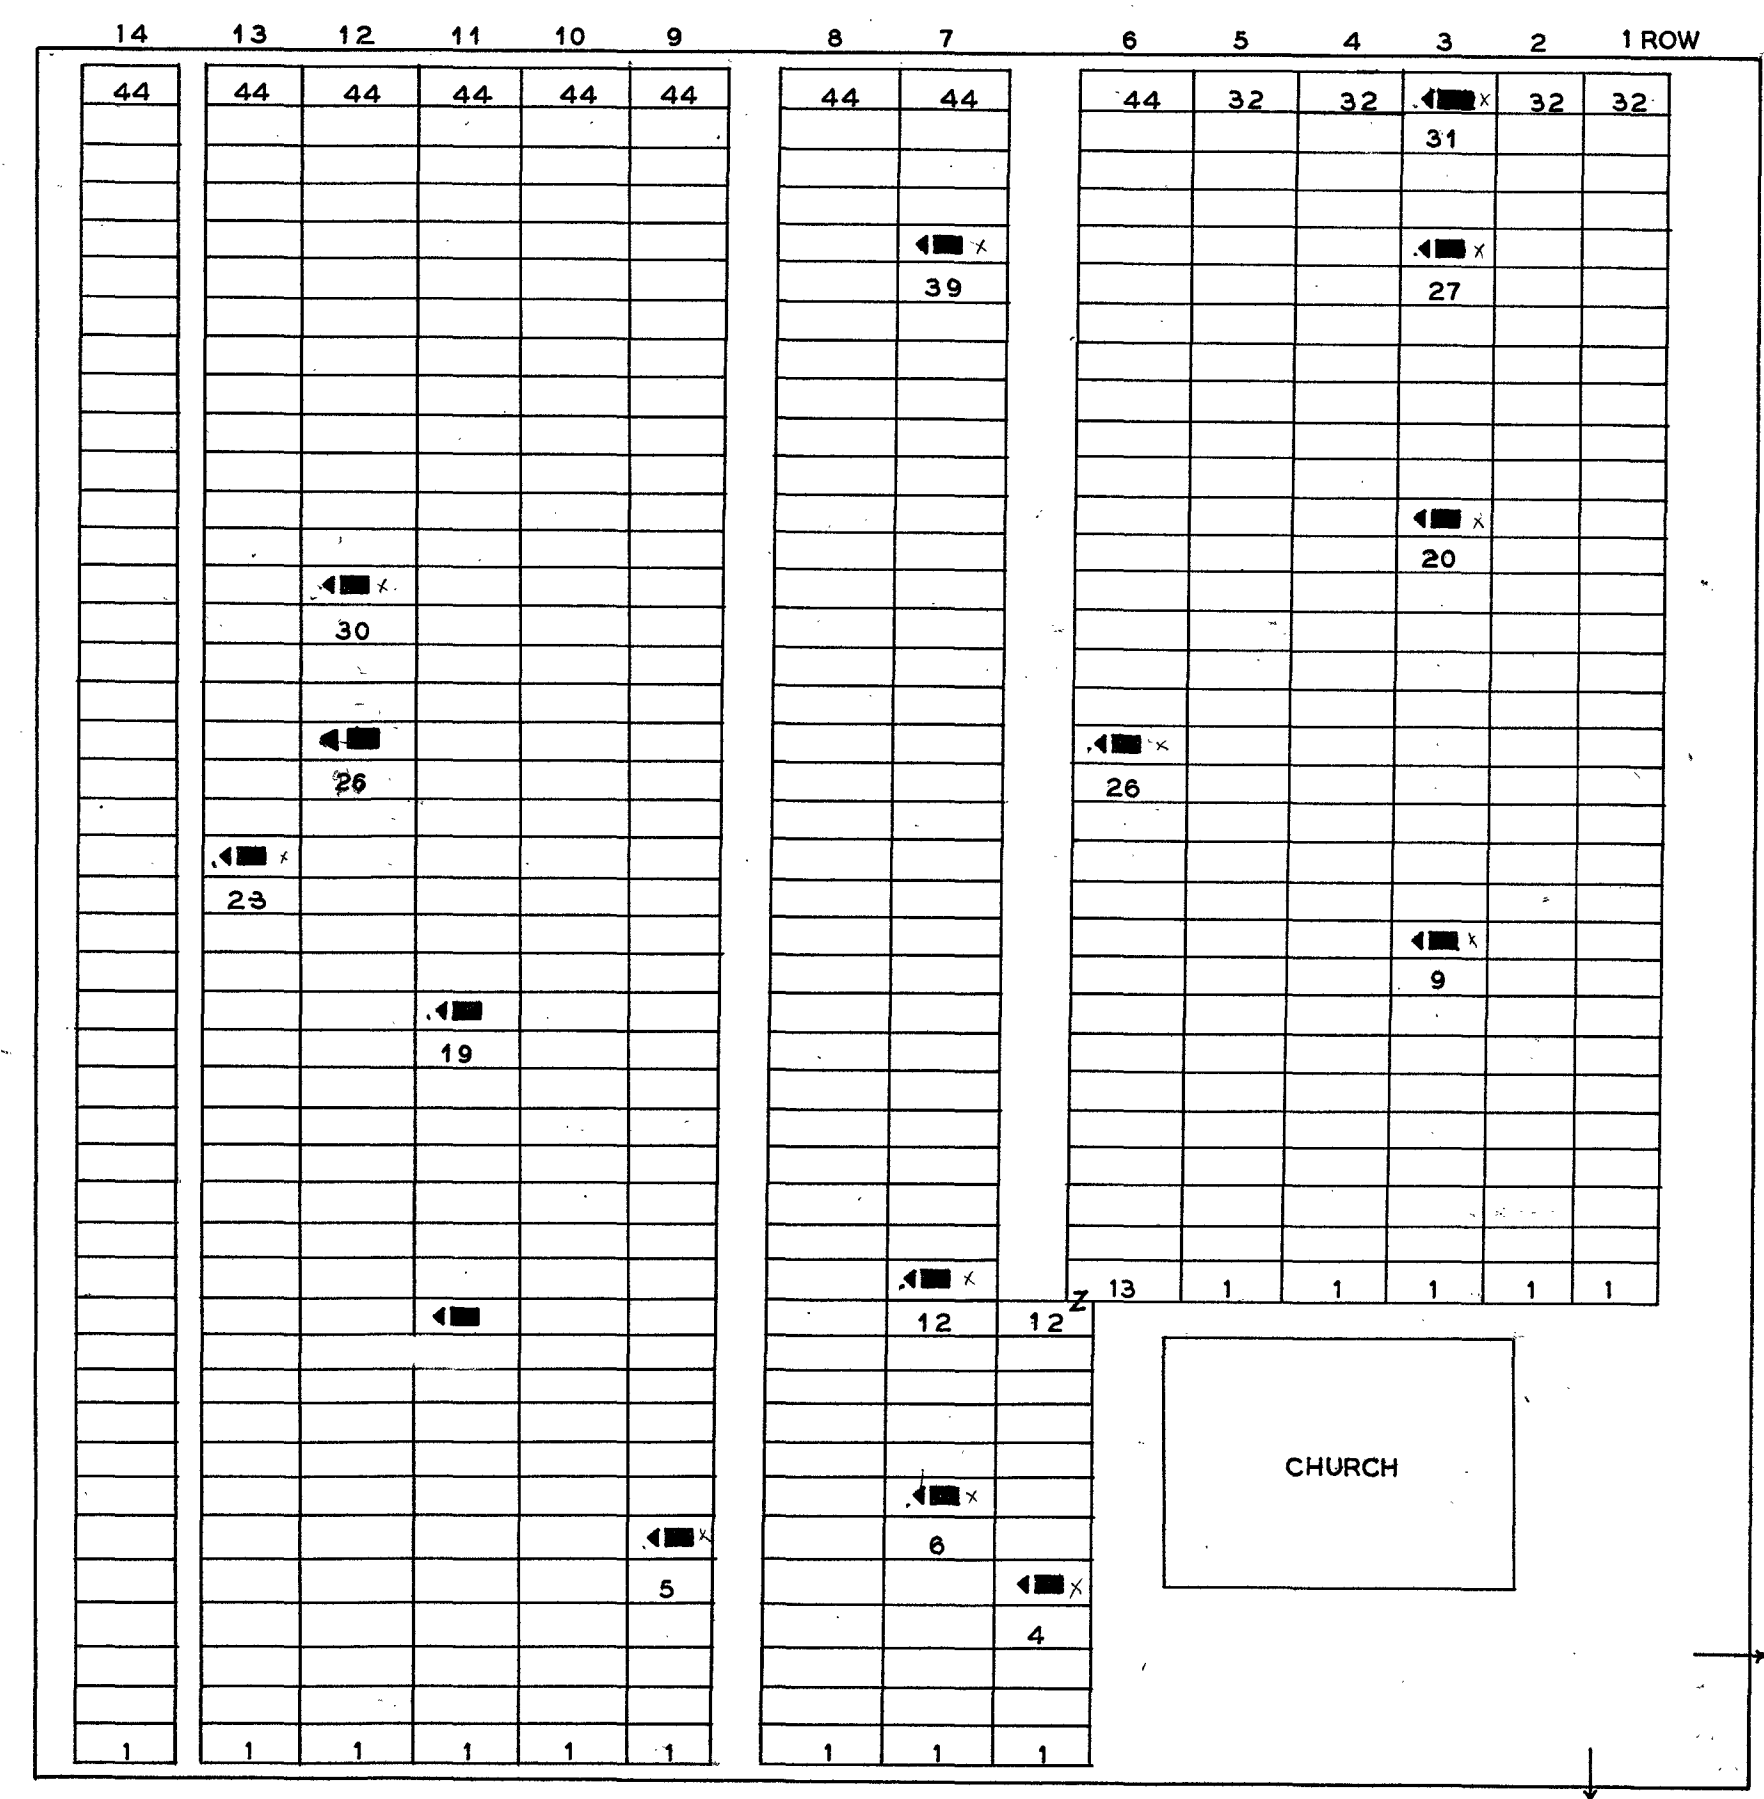 14 13 12 11 10 9 8 7 6 5 4 3 2 1 ROW
44 44 44 44 44 44 44 44 44 32 32 x 32 32
31
x x
39 27
x
20
x
30
x
26 26
x
23
x
9
19
x
13 1 1 1 1 1
Z
12 12
CHURCH
x
6
x
5
x
4
1 1 1 1 1 1 1 1 1